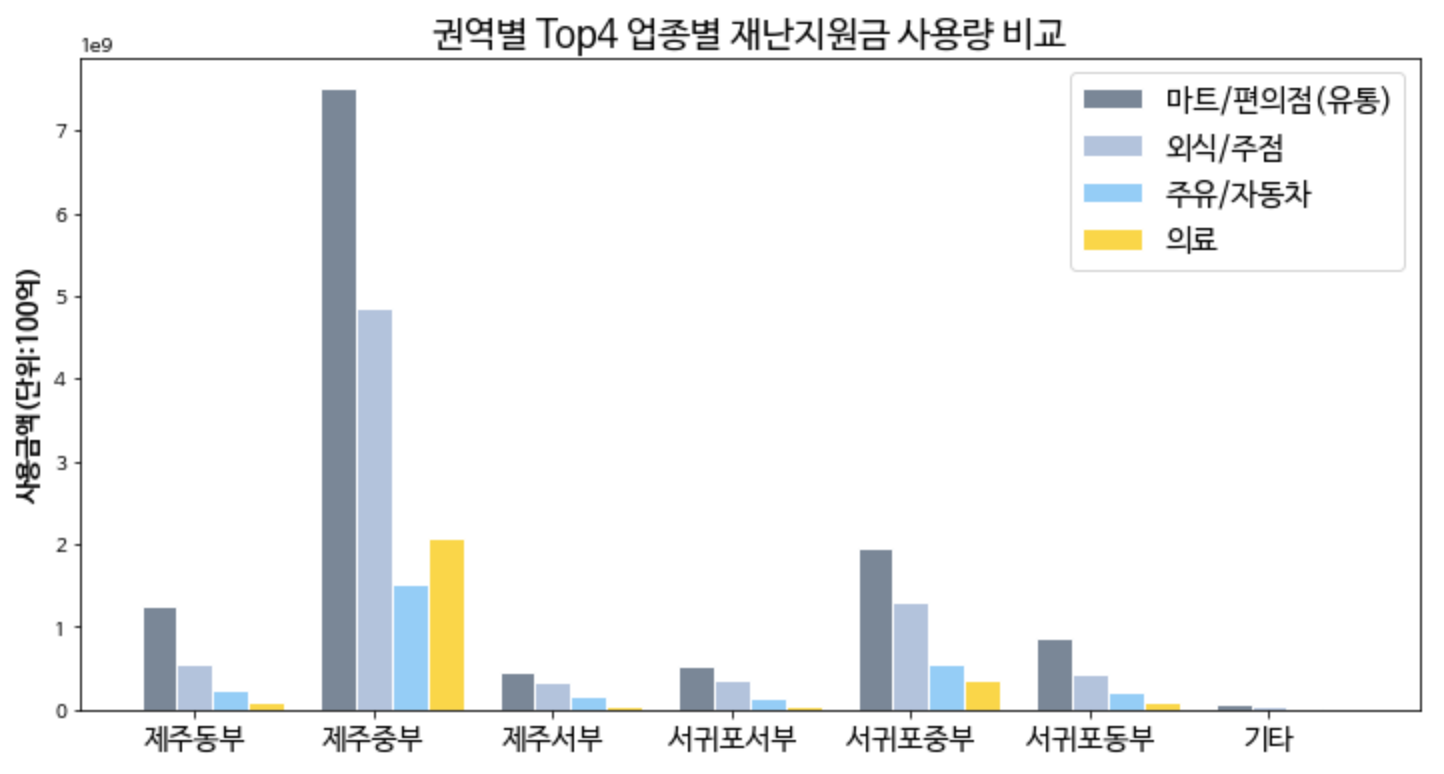 권역별 Top4 업종별 재난지원금 사용량 비교
1e9
마트/편의점(유통)
외식/주점
주유/자동차
의료
사용금액(단위:100억)
7
6
5
4
3
2
1
0
제주동부
제주중부
제주서부
서귀포서부
서귀포중부
서귀포동부
기타